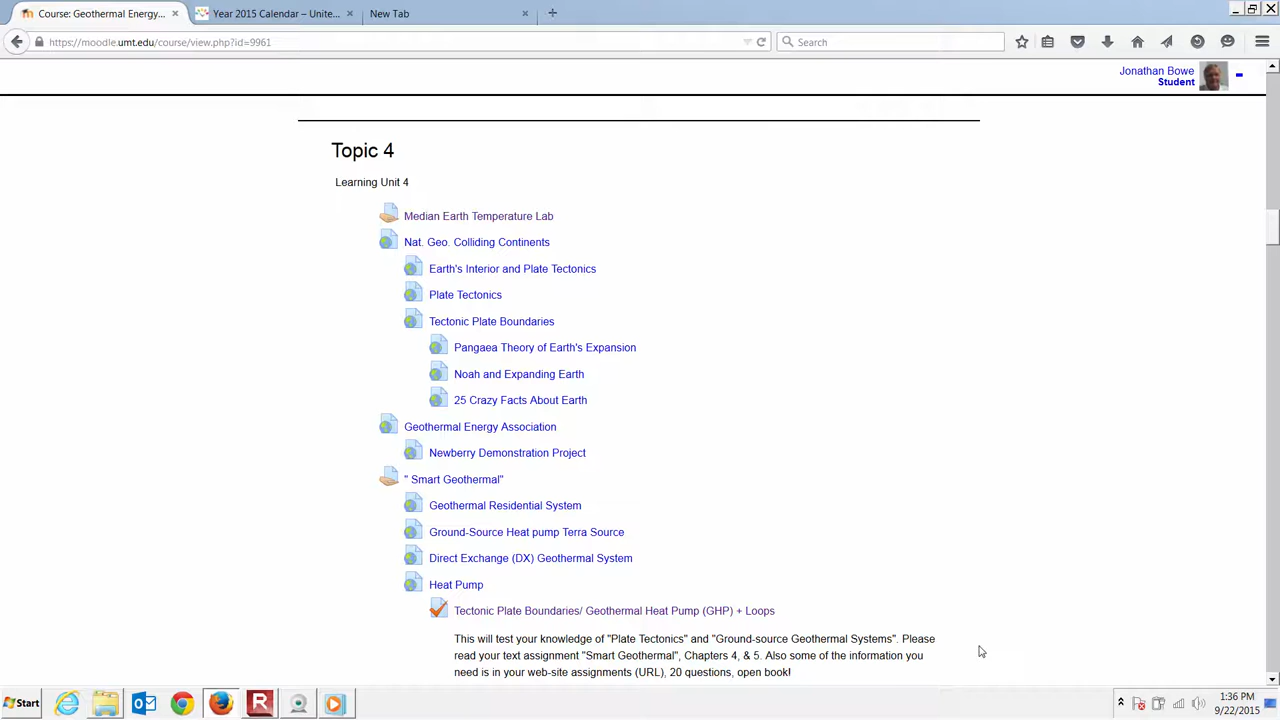 Course: Geothermal Energy...
Year 2015 Calendar – Unite...
New Tab
https://moodle.umt.edu/course/view.php?id=9961
Search
Jonathan Bowe
Student
Topic 4
Learning Unit 4
Median Earth Temperature Lab
Nat. Geo. Colliding Continents
Earth's Interior and Plate Tectonics
Plate Tectonics
Tectonic Plate Boundaries
Pangaea Theory of Earth's Expansion
Noah and Expanding Earth
25 Crazy Facts About Earth
Geothermal Energy Association
Newberry Demonstration Project
" Smart Geothermal"
Geothermal Residential System
Ground-Source Heat pump Terra Source
Direct Exchange (DX) Geothermal System
Heat Pump
Tectonic Plate Boundaries/ Geothermal Heat Pump (GHP) + Loops
This will test your knowledge of "Plate Tectonics" and "Ground-source Geothermal Systems". Please
read your text assignment "Smart Geothermal", Chapters 4, & 5. Also some of the information you
need is in your web-site assignments (URL), 20 questions, open book!
Start
1:36 PM
9/22/2015